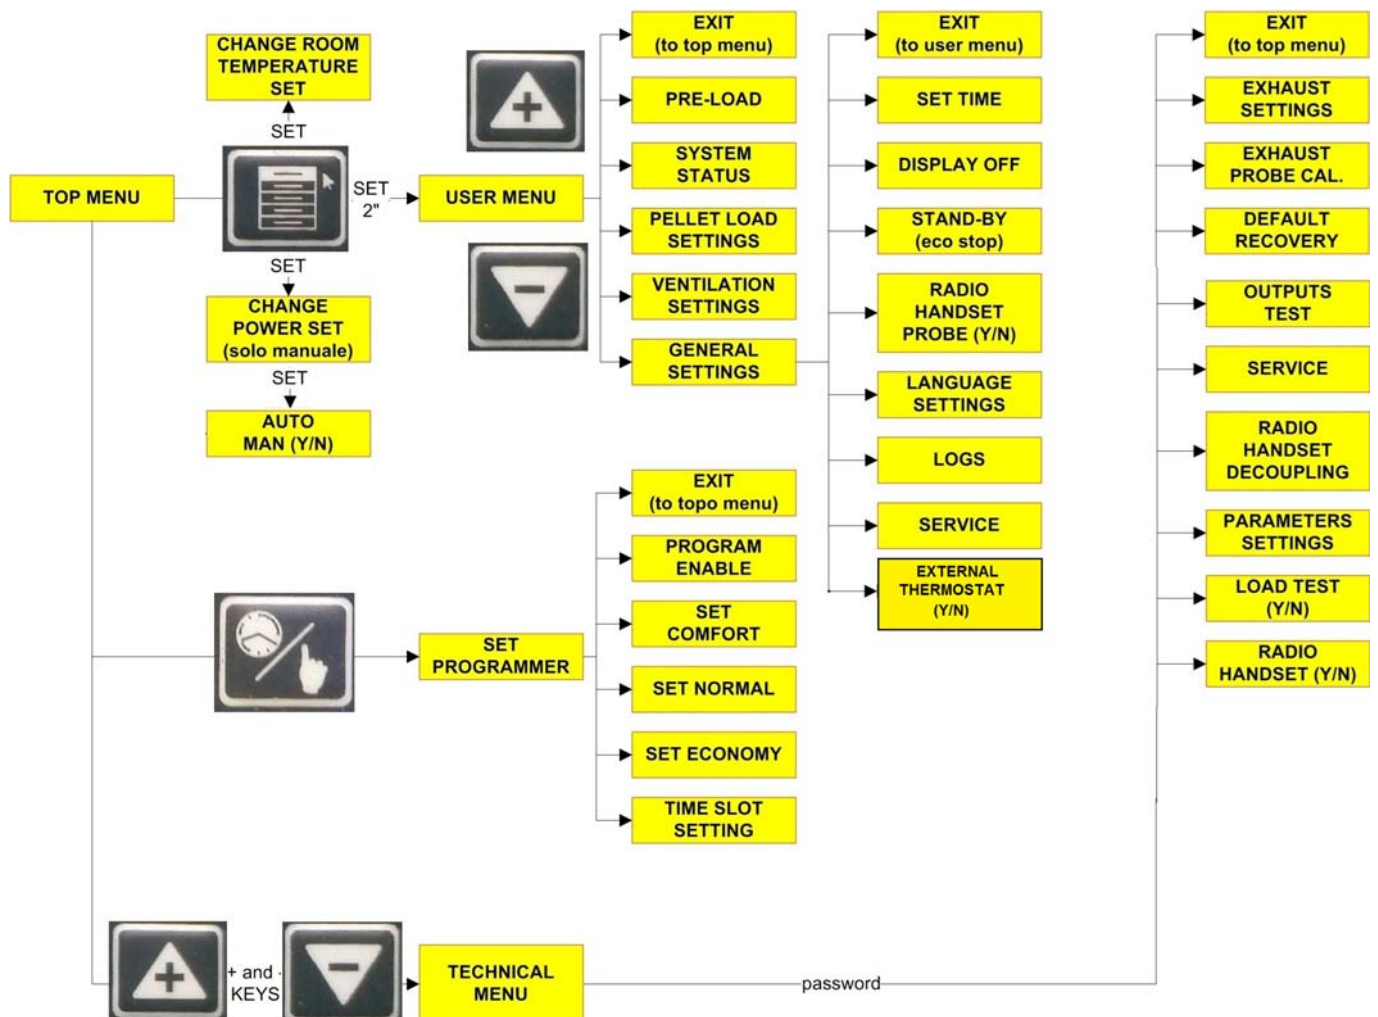 CHANGE ROOM
TEMPERATURE
SET
SET
TOP MENU
SET
2"
USER MENU
SET
CHANGE
POWER SET
(solo manuale)
SET
AUTO
MAN (Y/N)
+
-
EXIT
(to top menu)
PRE-LOAD
SYSTEM
STATUS
PELLET LOAD
SETTINGS
VENTILATION
SETTINGS
GENERAL
SETTINGS
EXIT
(to user menu)
SET TIME
DISPLAY OFF
STAND-BY
(eco stop)
RADIO
HANDSET
PROBE (Y/N)
LANGUAGE
SETTINGS
LOGS
SERVICE
EXTERNAL
THERMOSTAT
(Y/N)
SET
PROGRAMMER
EXIT
(to topo menu)
PROGRAM
ENABLE
SET
COMFORT
SET NORMAL
SET ECONOMY
TIME SLOT
SETTING
+
+ and -
KEYS
-
TECHNICAL
MENU
password
EXIT
(to top menu)
EXHAUST
SETTINGS
EXHAUST
PROBE CAL.
DEFAULT
RECOVERY
OUTPUTS
TEST
SERVICE
RADIO
HANDSET
DECOUPLING
PARAMETERS
SETTINGS
LOAD TEST
(Y/N)
RADIO
HANDSET (Y/N)